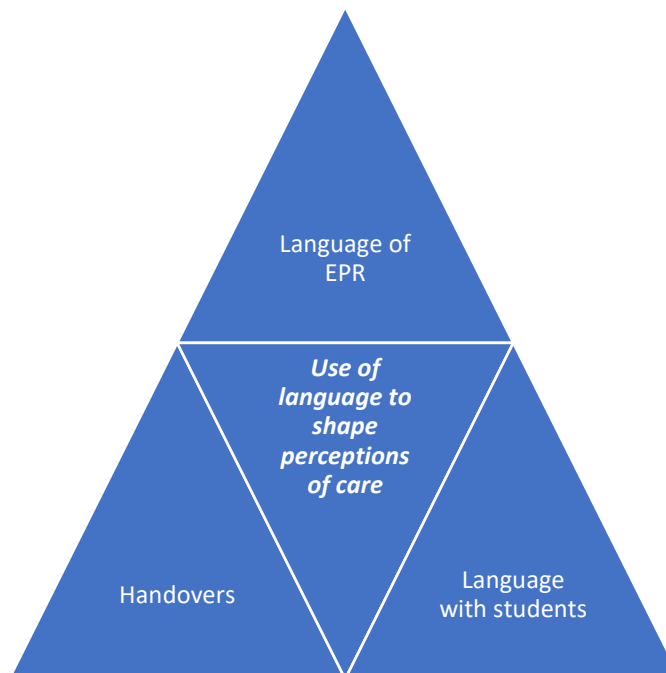 Language of
EPR
Use of
language to
shape
perceptions
of care
Handovers
Language
with students